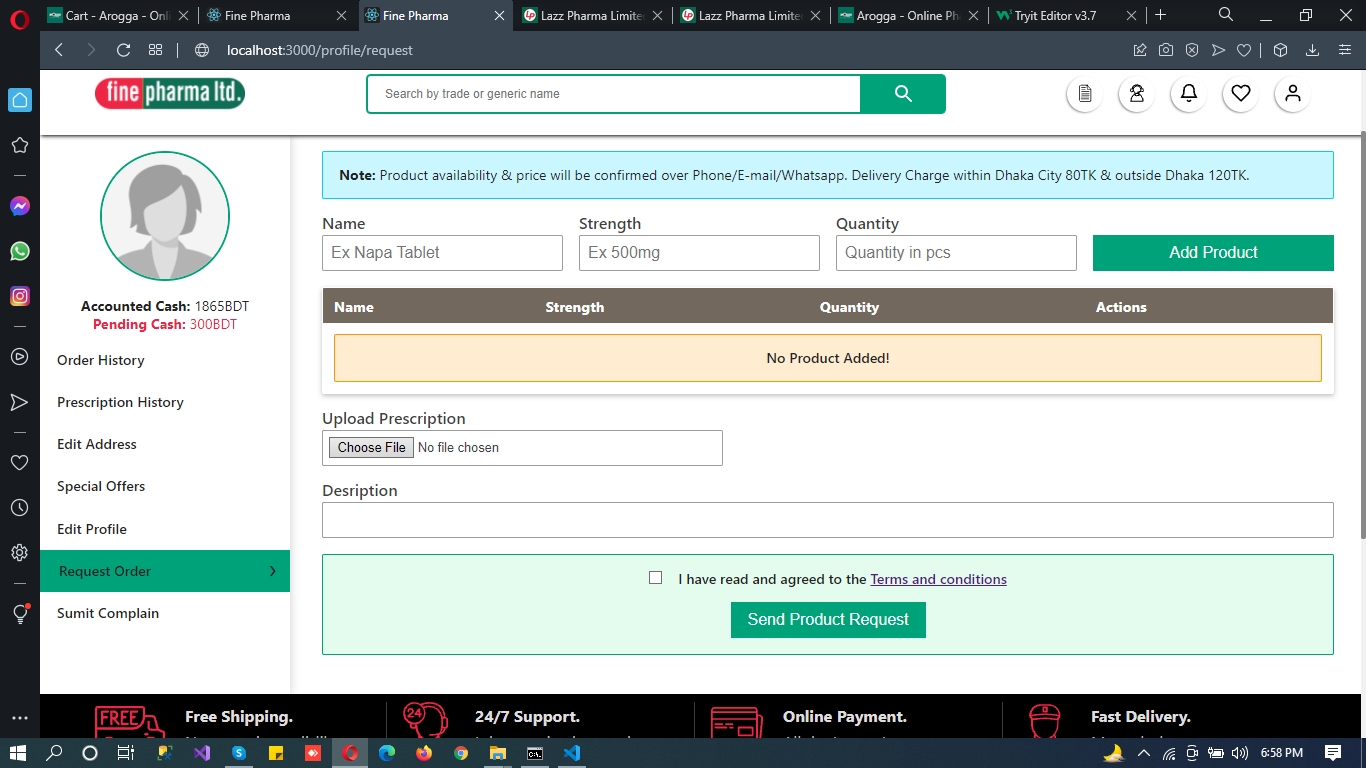 Cart - Arogga - Onli
Fine Pharma
Fine Pharma
Lazz Pharma Limite
Lazz Pharma Limite
Arogga - Online Ph
Tryit Editor v3.7
localhost:3000/profile/request
fine pharma ltd.
Search by trade or generic name
Note: Product availability & price will be confirmed over Phone/E-mail/Whatsapp. Delivery Charge within Dhaka City 80TK & outside Dhaka 120TK.
Name Strength Quantity
Ex Napa Tablet Ex 500mg Quantity in pcs Add Product
Accounted Cash: 1865BDT
Pending Cash: 300BDT
Order History
Prescription History
Edit Address
Special Offers
Edit Profile
Request Order
Sumit Complain
Name Strength Quantity Actions
No Product Added!
Upload Prescription
Choose File No file chosen
Desription
I have read and agreed to the Terms and conditions
Send Product Request
FREE
Free Shipping.
24
24/7 Support.
Online Payment.
Fast Delivery.
6:58 PM